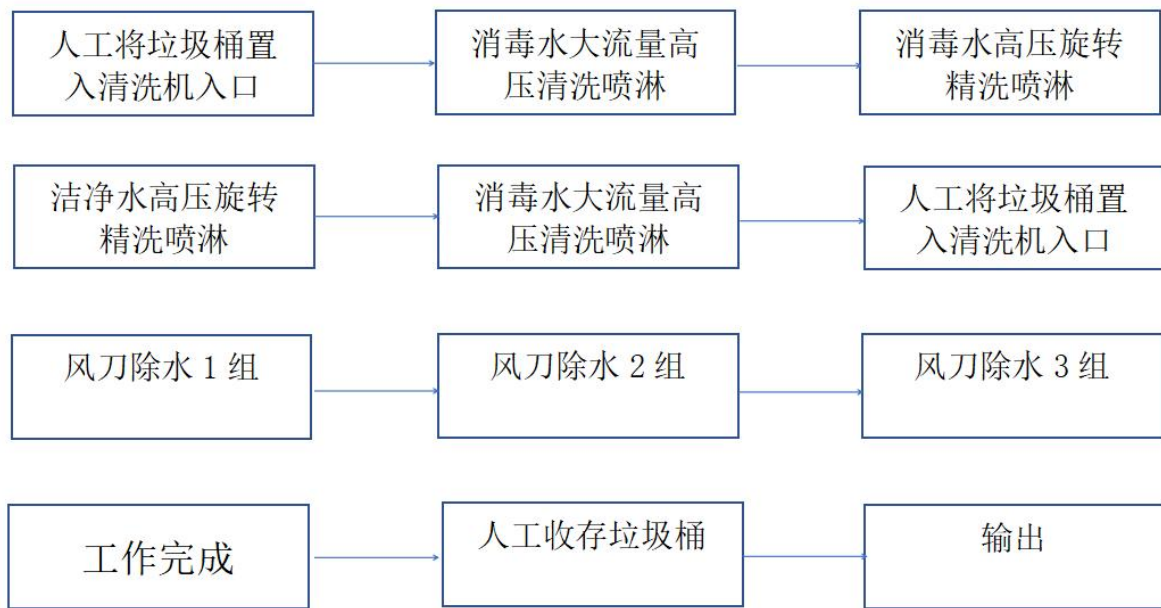 人工将垃圾桶置
入清洗机入口
消毒水大流量高
压清洗喷淋
消毒水高压旋转
精洗喷淋
洁净水高压旋转
精洗喷淋
消毒水大流量高
压清洗喷淋
人工将垃圾桶置
入清洗机入口
风刀除水 1 组
风刀除水 2 组
风刀除水 3 组
工作完成
人工收存垃圾桶
输出